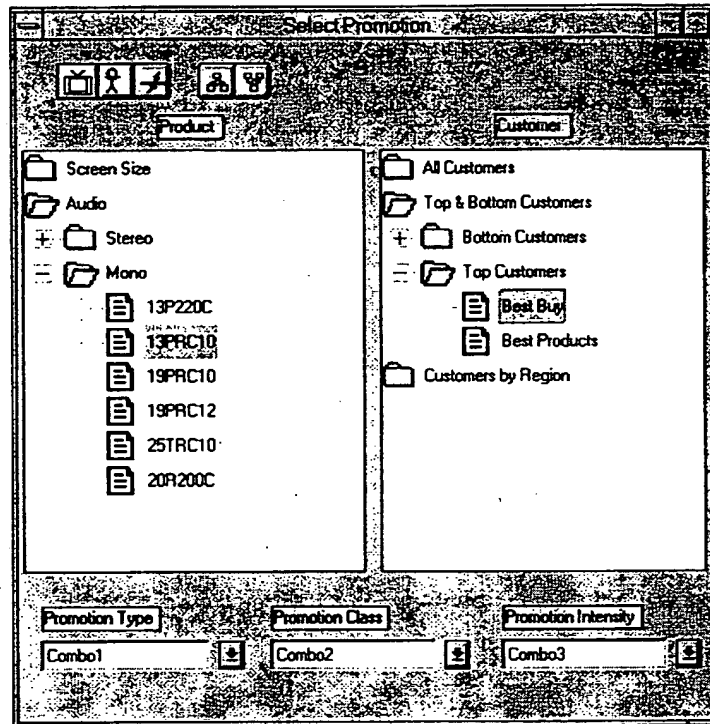 Select Promotion
Product
Customer
Screen Size
Audio
Stereo
Mono
13P220C
13PRC10
19PRC10
19PRC12
25TRC10
20R200C
All Customers
Top & Bottom Customers
Bottom Customers
Top Customers
Best Buy
Best Products
Customers by Region
Promotion Type
Promotion Class
Promotion Intensity
Combo1
Combo2
Combo3